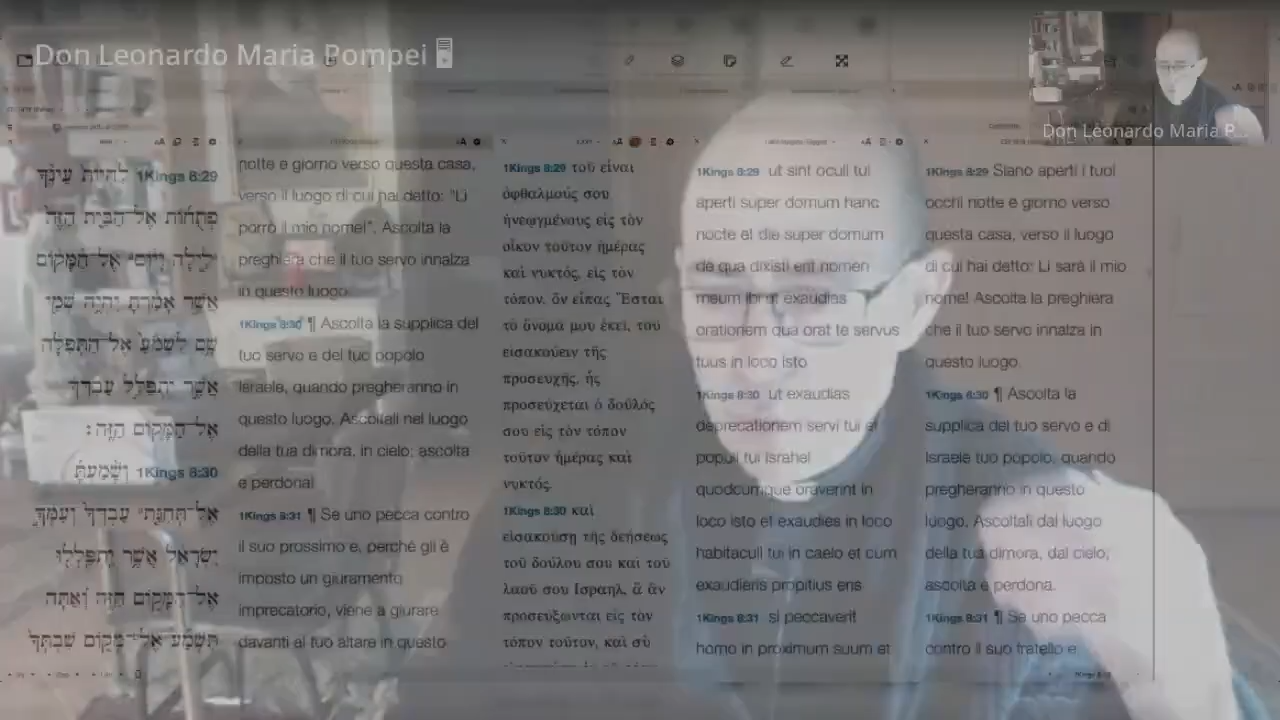 Don Leonardo Maria Pompei
Don Leonardo Maria P...
1Kings 8:29 לִהְיוֹת עֵינֶךָ
פְתֻחוֹת אֶל־הַבַּיִת הַזֶּה
לַיְלָה וָיוֹם אֶל־הַמָּקוֹם
אֲשֶׁר אָמַרְתָּ יִהְיֶה שְׁמִי
שָׁם לִשְׁמֹעַ אֶל־הַתְּפִלָּה
אֲשֶׁר יִתְפַּלֵּל עַבְדְּךָ
אֶל־הַמָּקוֹם הַזֶּה׃
1Kings 8:30 וְשָׁמַעְתָּ
אֶל־תְּחִנַּת עַבְדְּךָ וְעַמְּךָ
יִשְׂרָאֵל אֲשֶׁר יִתְפַּלְלוּ
אֶל־הַמָּקוֹם הַזֶּה וְאַתָּה
תִּשְׁמַע אֶל־מְקוֹם שִׁבְתְּךָ
notte e giorno verso questa casa,
verso il luogo di cui hai detto: "Lì
porrò il mio nome!". Ascolta la
preghiera che il tuo servo innalza
in questo luogo.
1Kings 8:30 ¶ Ascolta la supplica del
tuo servo e del tuo popolo
Israele, quando pregheranno in
questo luogo. Ascoltali nel luogo
della tua dimora, in cielo; ascolta
e perdona!
1Kings 8:31 ¶ Se uno pecca contro
il suo prossimo e, perché gli è
imposto un giuramento
imprecatorio, viene a giurare
davanti al tuo altare in questo
1Kings 8:29 τοῦ εἶναι
ὀφθαλμούς σου
ἠνεῳγμένους εἰς τὸν
οἶκον τοῦτον ἡμέρας
καὶ νυκτός, εἰς τὸν
τόπον, ὃν εἶπας Ἔσται
τὸ ὄνομά μου ἐκεῖ, τοῦ
εἰσακούειν τῆς
προσευχῆς, ἧς
προσεύχεται ὁ δοῦλός
σου εἰς τὸν τόπον
τοῦτον ἡμέρας καὶ
νυκτός.
1Kings 8:30 καὶ
εἰσακούσῃ τῆς δεήσεως
τοῦ δούλου σου καὶ τοῦ
λαοῦ σου Ισραηλ, ἃ ἂν
προσεύξωνται εἰς τὸν
τόπον τοῦτον, καὶ σὺ
1Kings 8:29 ut sint oculi tui
aperti super domum hanc
nocte et die super domum
de qua dixisti erit nomen
meum ibi ut exaudias
orationem qua orat te servus
tuus in loco isto
1Kings 8:30 ut exaudias
deprecationem servi tui et
populi tui Israhel
quodcumque oraverint in
loco isto et exaudies in loco
habitaculi tui in caelo et cum
exaudieris propitius eris
1Kings 8:31 si peccaverit
homo in proximum suum et
1Kings 8:29 Siano aperti i tuoi
occhi notte e giorno verso
questa casa, verso il luogo
di cui hai detto: Lì sarà il mio
nome! Ascolta la preghiera
che il tuo servo innalza in
questo luogo.
1Kings 8:30 ¶ Ascolta la
supplica del tuo servo e di
Israele tuo popolo, quando
pregheranno in questo
luogo. Ascoltali dal luogo
della tua dimora, dal cielo;
ascolta e perdona.
1Kings 8:31 ¶ Se uno pecca
contro il suo fratello e